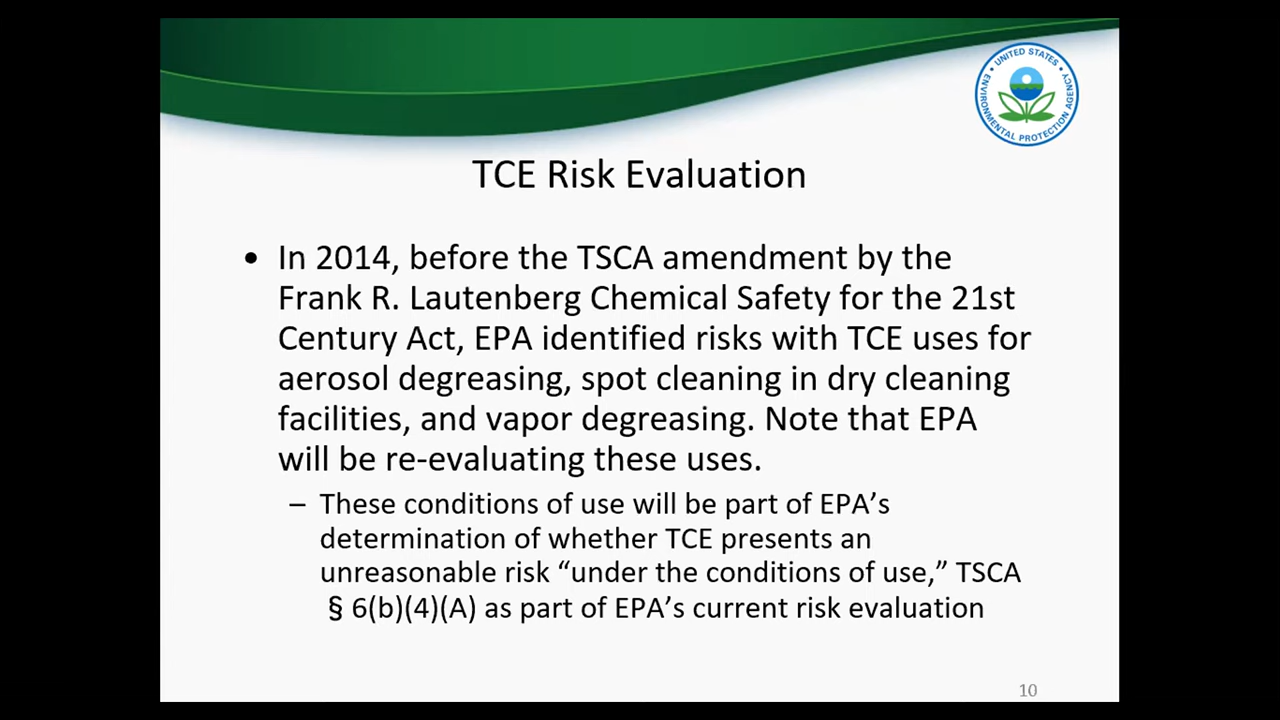 UNITED STATES
ENVIRONMENTAL PROTECTION AGENCY
TCE Risk Evaluation
• In 2014, before the TSCA amendment by the
Frank R. Lautenberg Chemical Safety for the 21st
Century Act, EPA identified risks with TCE uses for
aerosol degreasing, spot cleaning in dry cleaning
facilities, and vapor degreasing. Note that EPA
will be re-evaluating these uses.
– These conditions of use will be part of EPA’s
determination of whether TCE presents an
unreasonable risk “under the conditions of use,” TSCA
§ 6(b)(4)(A) as part of EPA’s current risk evaluation
10